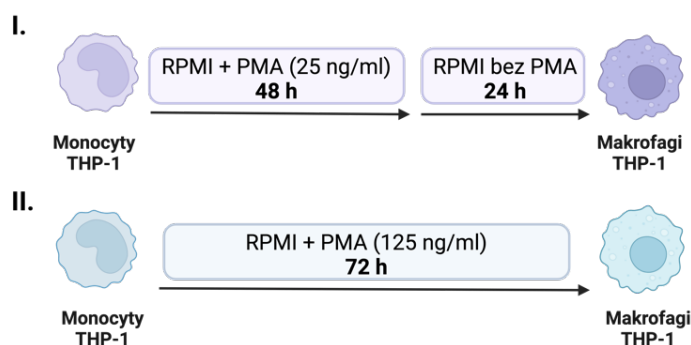 I.
RPMI + PMA (25 ng/ml)
48 h
RPMI bez PMA
24 h
Monocyty
THP-1
Makrofagi
THP-1
II.
RPMI + PMA (125 ng/ml)
72 h
Monocyty
THP-1
Makrofagi
THP-1